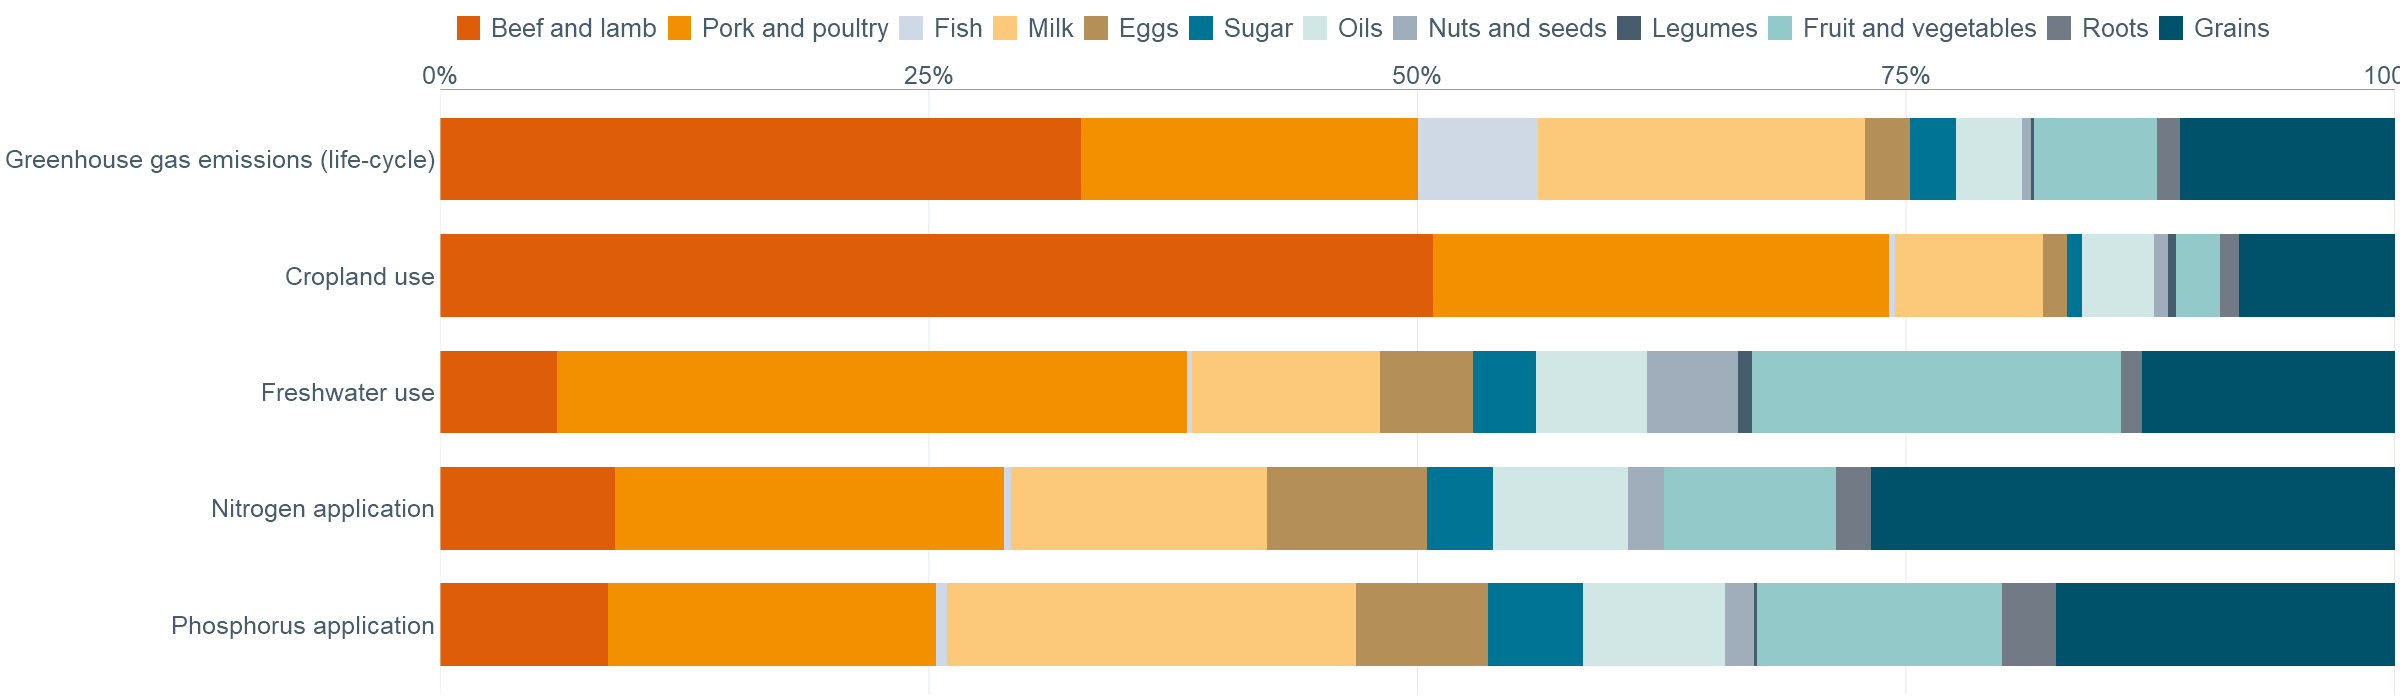 Beef and lamb Pork and poultry Fish Milk Eggs Sugar Oils Nuts and seeds Legumes Fruit and vegetables Roots Grains
0% 25% 50% 75% 100
Greenhouse gas emissions (life-cycle)
Cropland use
Freshwater use
Nitrogen application
Phosphorus application